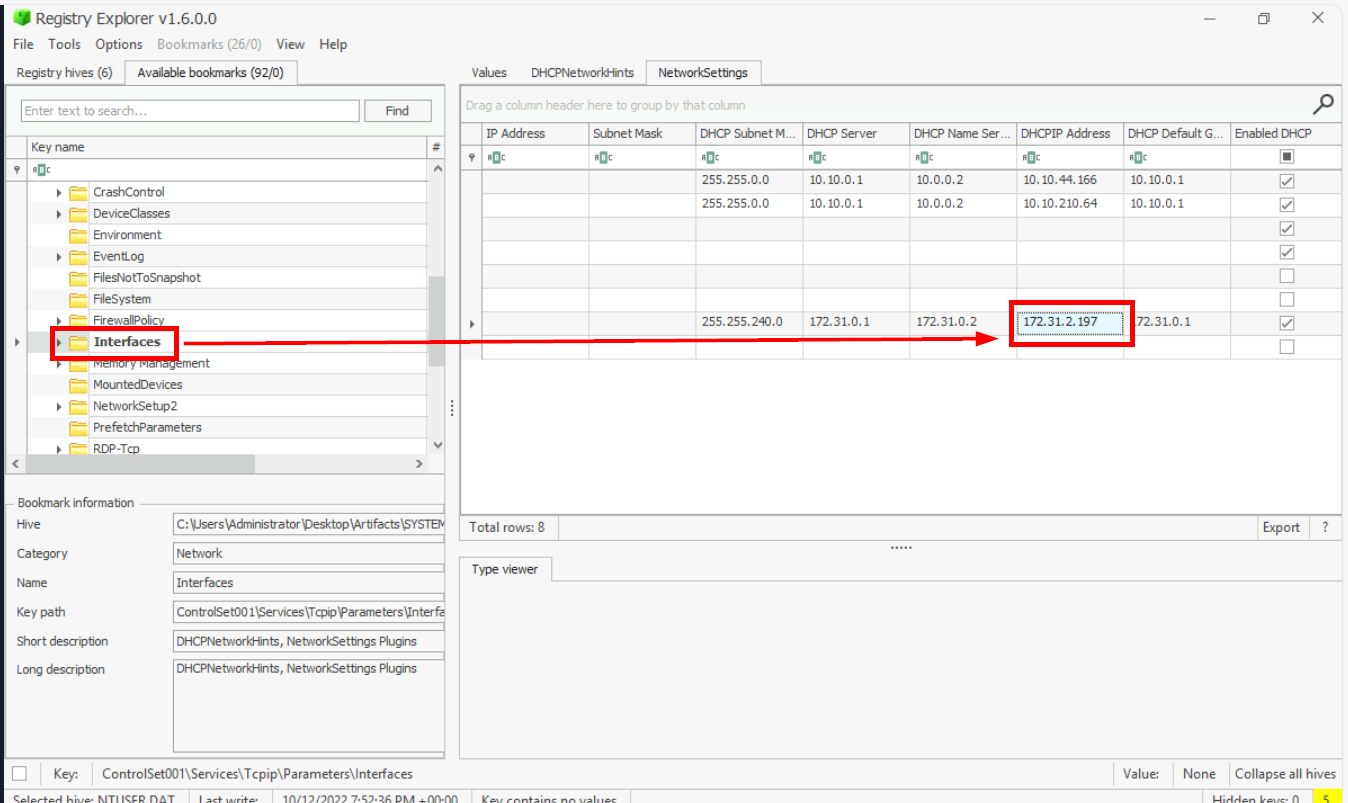 Registry Explorer v1.6.0.0
File Tools Options Bookmarks (26/0) View Help
Registry hives (6) Available bookmarks (92/0)
Enter text to search... Find
Key name #
CrashControl
DeviceClasses
Environment
EventLog
FilesNotToSnapshot
FileSystem
FirewallPolicy
Interfaces
Memory Management
MountedDevices
NetworkSetup2
PrefetchParameters
RDP-Tcp
Bookmark information
Hive C:\Users\Administrator\Desktop\Artifacts\SYSTEM
Category Network
Name Interfaces
Key path ControlSet001\Services\Tcpip\Parameters\Interfa
Short description DHCPNetworkHints, NetworkSettings Plugins
Long description DHCPNetworkHints, NetworkSettings Plugins
Values DHCPNetworkHints NetworkSettings
Drag a column header here to group by that column
IP Address Subnet Mask DHCP Subnet M... DHCP Server DHCP Name Ser... DHCPIP Address DHCP Default G... Enabled DHCP
255.255.0.0 10.10.0.1 10.0.0.2 10.10.44.166 10.10.0.1
255.255.0.0 10.10.0.1 10.0.0.2 10.10.210.64 10.10.0.1
255.255.240.0 172.31.0.1 172.31.0.2 172.31.2.197 172.31.0.1
Total rows: 8 Export ?
Type viewer
Key: ControlSet001\Services\Tcpip\Parameters\Interfaces Value: None Collapse all hives
Selected hive: NTUSER.DAT Last write: 10/12/2022 7:52:36 PM +00:00 Key contains no values Hidden keys: 0 5